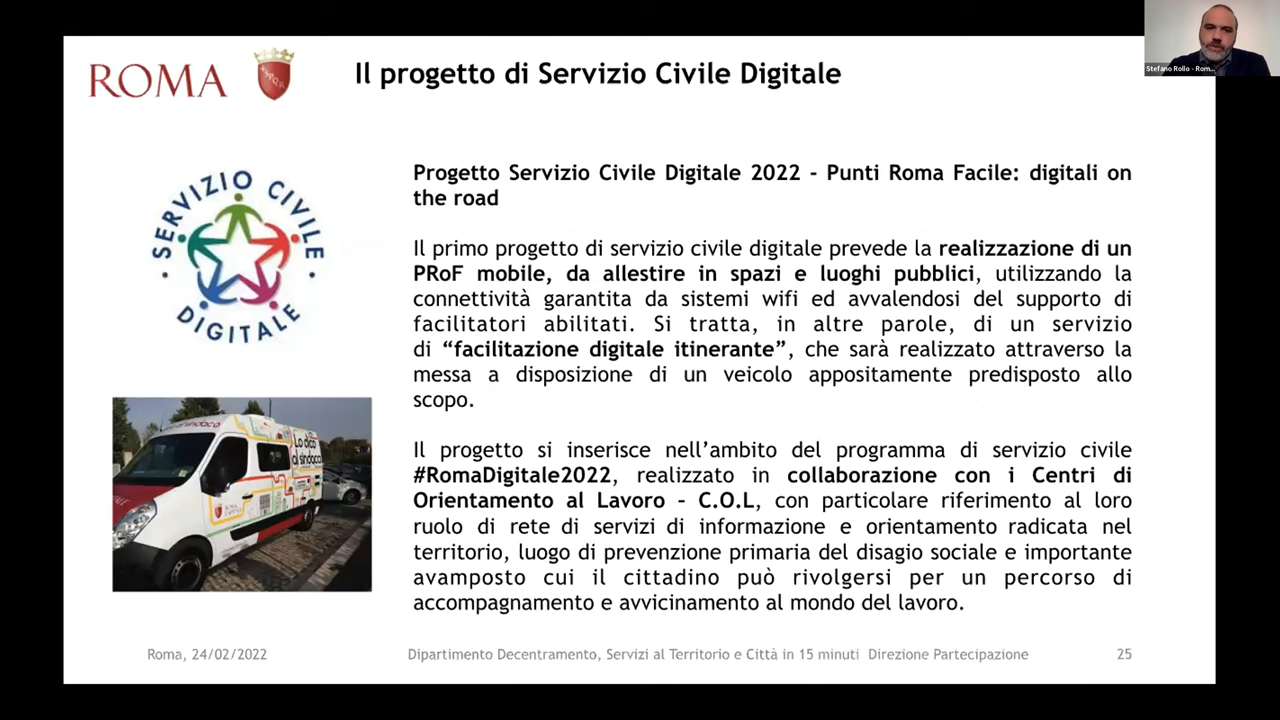 ROMA
SPQR
Il progetto di Servizio Civile Digitale
Stefano Rollo - Rom...
SERVIZIO CIVILE
DIGITALE
Progetto Servizio Civile Digitale 2022 - Punti Roma Facile: digitali on
the road
Il primo progetto di servizio civile digitale prevede la realizzazione di un
PRoF mobile, da allestire in spazi e luoghi pubblici, utilizzando la
connettività garantita da sistemi wifi ed avvalendosi del supporto di
facilitatori abilitati. Si tratta, in altre parole, di un servizio
di “facilitazione digitale itinerante”, che sarà realizzato attraverso la
messa a disposizione di un veicolo appositamente predisposto allo
scopo.
Lo dico
al sindaco
Il progetto si inserisce nell’ambito del programma di servizio civile
#RomaDigitale2022, realizzato in collaborazione con i Centri di
Orientamento al Lavoro – C.O.L, con particolare riferimento al loro
ruolo di rete di servizi di informazione e orientamento radicata nel
territorio, luogo di prevenzione primaria del disagio sociale e importante
avamposto cui il cittadino può rivolgersi per un percorso di
accompagnamento e avvicinamento al mondo del lavoro.
Roma, 24/02/2022
Dipartimento Decentramento, Servizi al Territorio e Città in 15 minuti Direzione Partecipazione
25